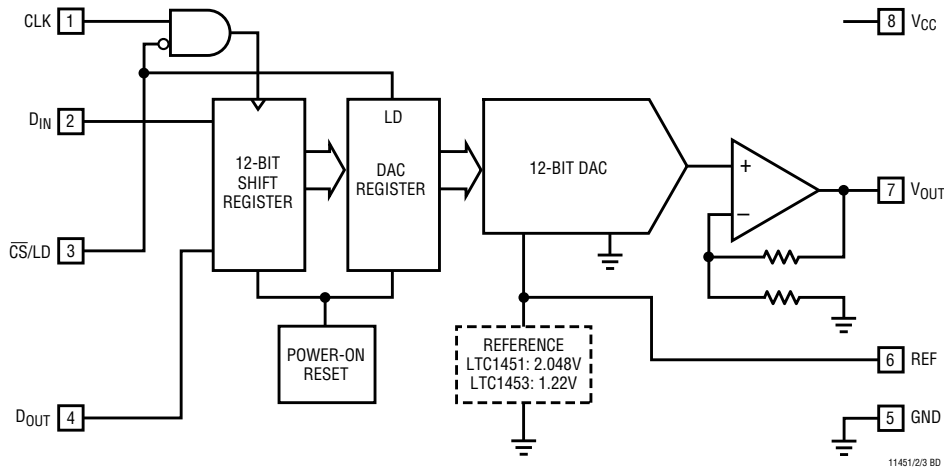 CLK 1
8 VCC
LD
DIN 2
12-BIT
SHIFT
REGISTER
DAC
REGISTER
12-BIT DAC
+
−
7 VOUT
CS/LD 3
POWER-ON
RESET
REFERENCE
LTC1451: 2.048V
LTC1453: 1.22V
6 REF
DOUT 4
5 GND
11451/2/3 BD